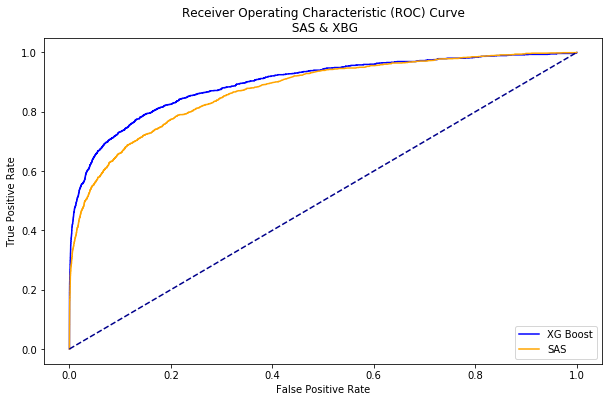 Receiver Operating Characteristic (ROC) Curve
SAS & XBG
1.0
0.8
0.6
0.4
0.2
0.0
True Positive Rate
0.0 0.2 0.4 0.6 0.8 1.0
False Positive Rate
XG Boost
SAS